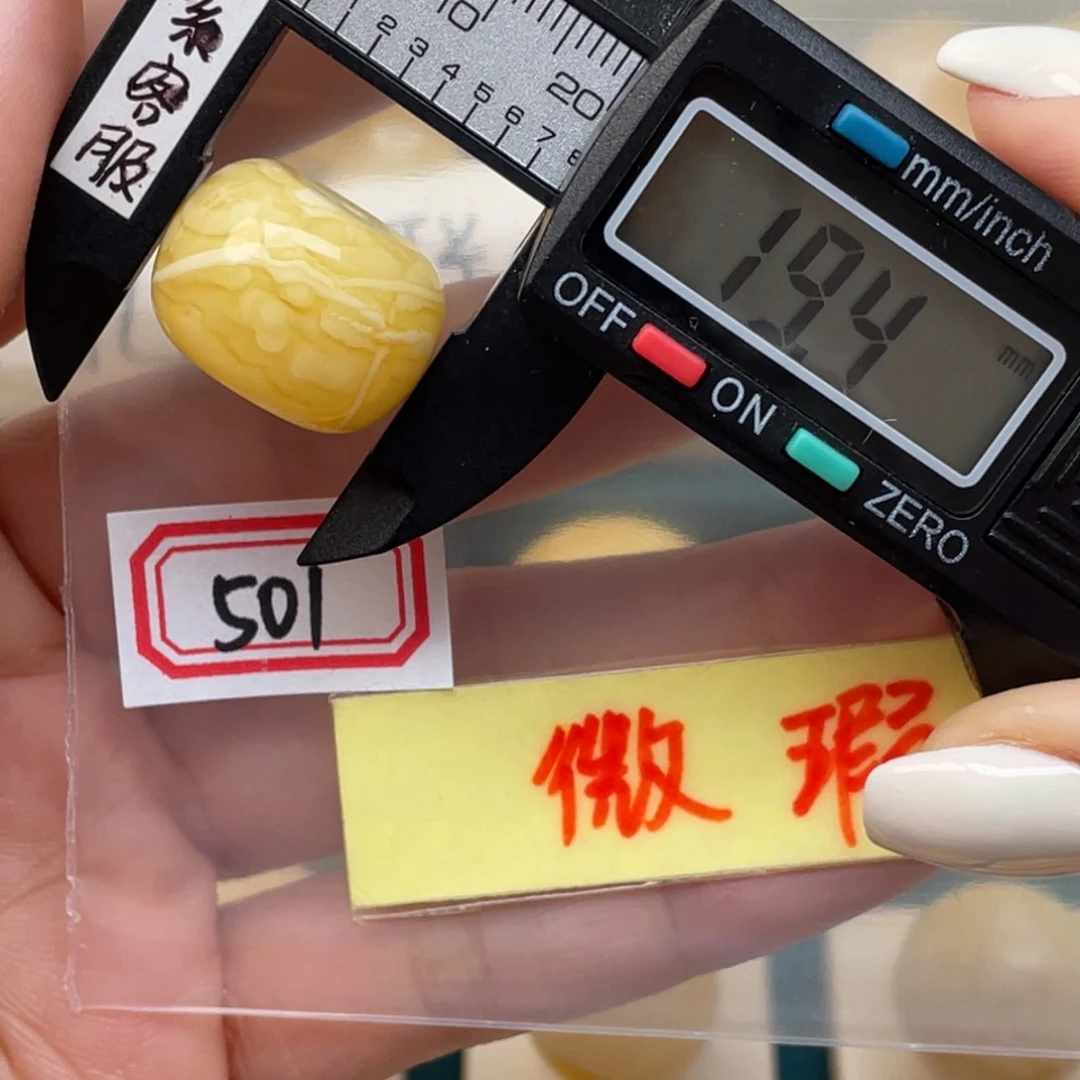 客服
10
20
2 3 4 5 6 7 8
mm/inch
19.4
mm
OFF
ON
ZERO
501
微瑕